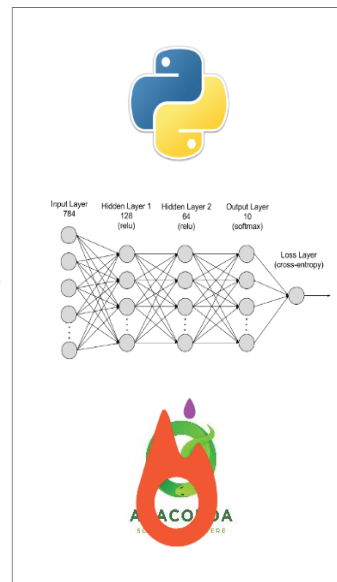 Input Layer
784
Hidden Layer 1
128
(relu)
Hidden Layer 2
64
(relu)
Output Layer
10
(softmax)
Loss Layer
(cross-entropy)